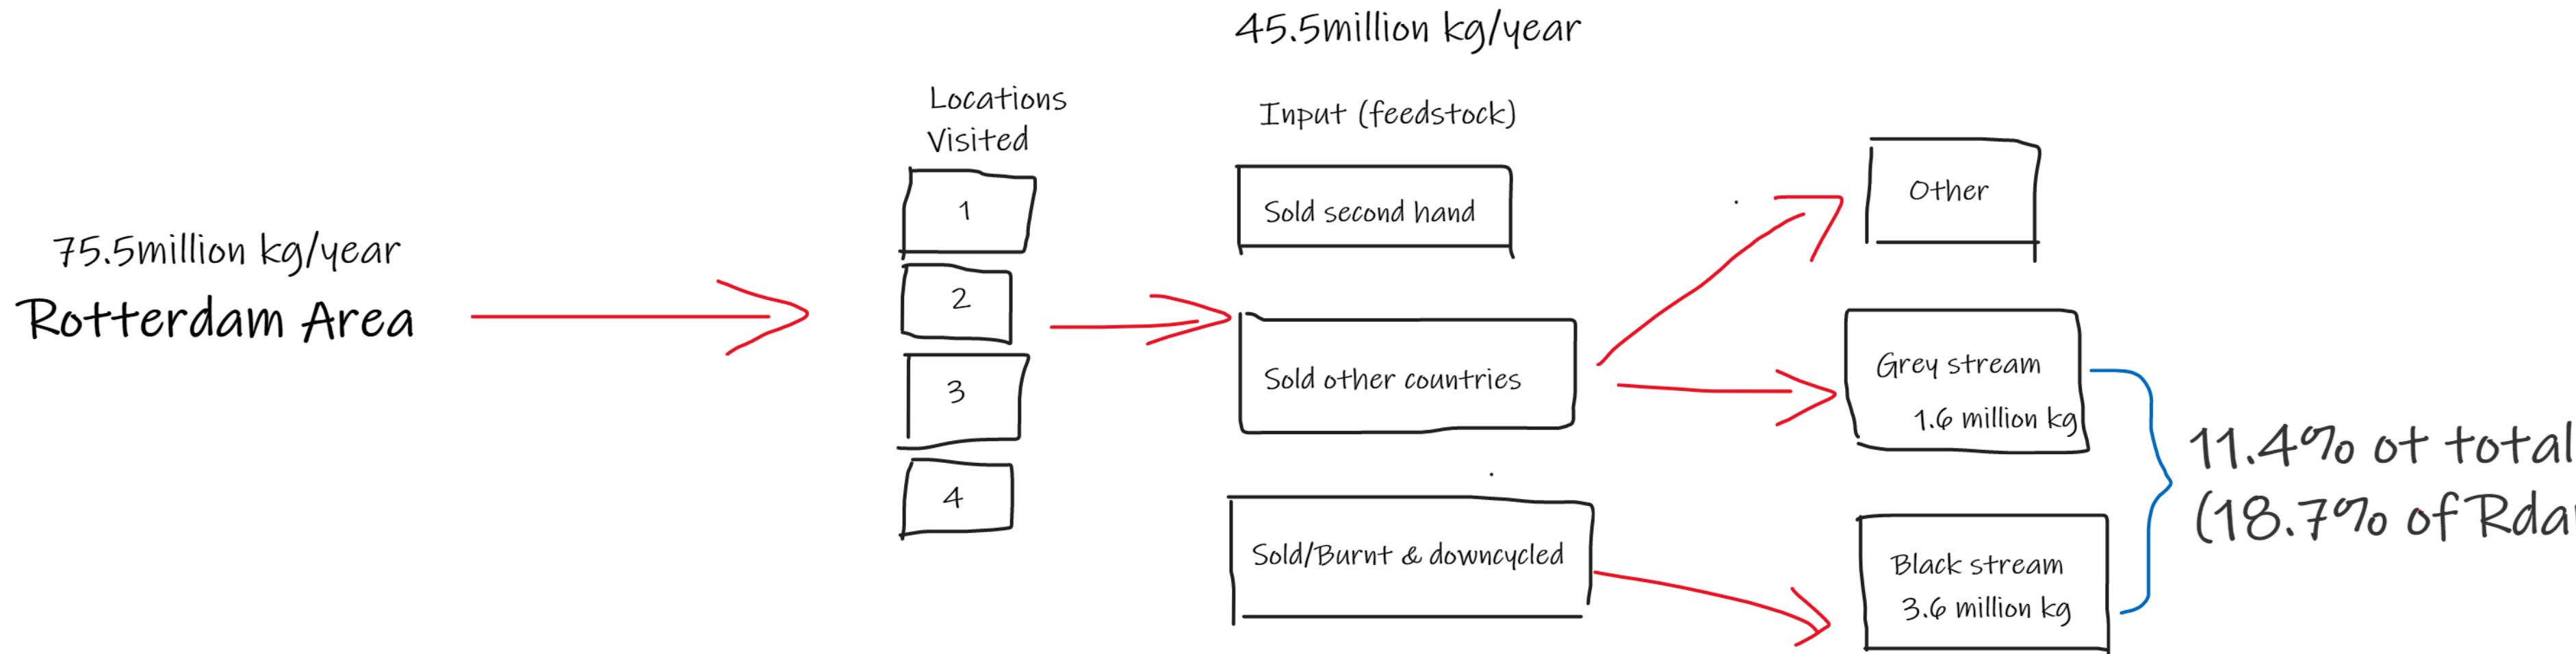 45.5million kg/year
Locations
Visited
Input (feedstock)
1
Sold second hand
Other
75.5million kg/year
Rotterdam Area
2
3
Sold other countries
Grey stream
1.6 million kg
11.4% ot total
(18.7% of Rda
4
Sold/Burnt & downcycled
Black stream
3.6 million kg